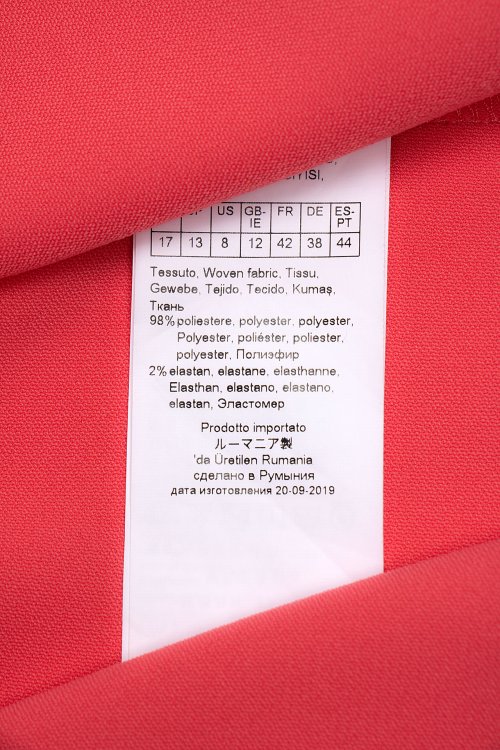 İYİSİ,
US GB-IE FR DE ES-PT
17 13 8 12 42 38 44
Tessuto, Woven fabric, Tissu,
Gewebe, Tejido, Tecido, Kumaş,
Ткань
98% poliestere, polyester, polyester,
Polyester, poliéster, poliester,
polyester, Полиэфир
2% elastan, elastane, elasthanne,
Elasthan, elastano, elastano,
elastan, Эластомер
Prodotto importato
ルーマニア製
'da Üretilen Rumania
сделано в Румыния
дата изготовления 20-09-2019